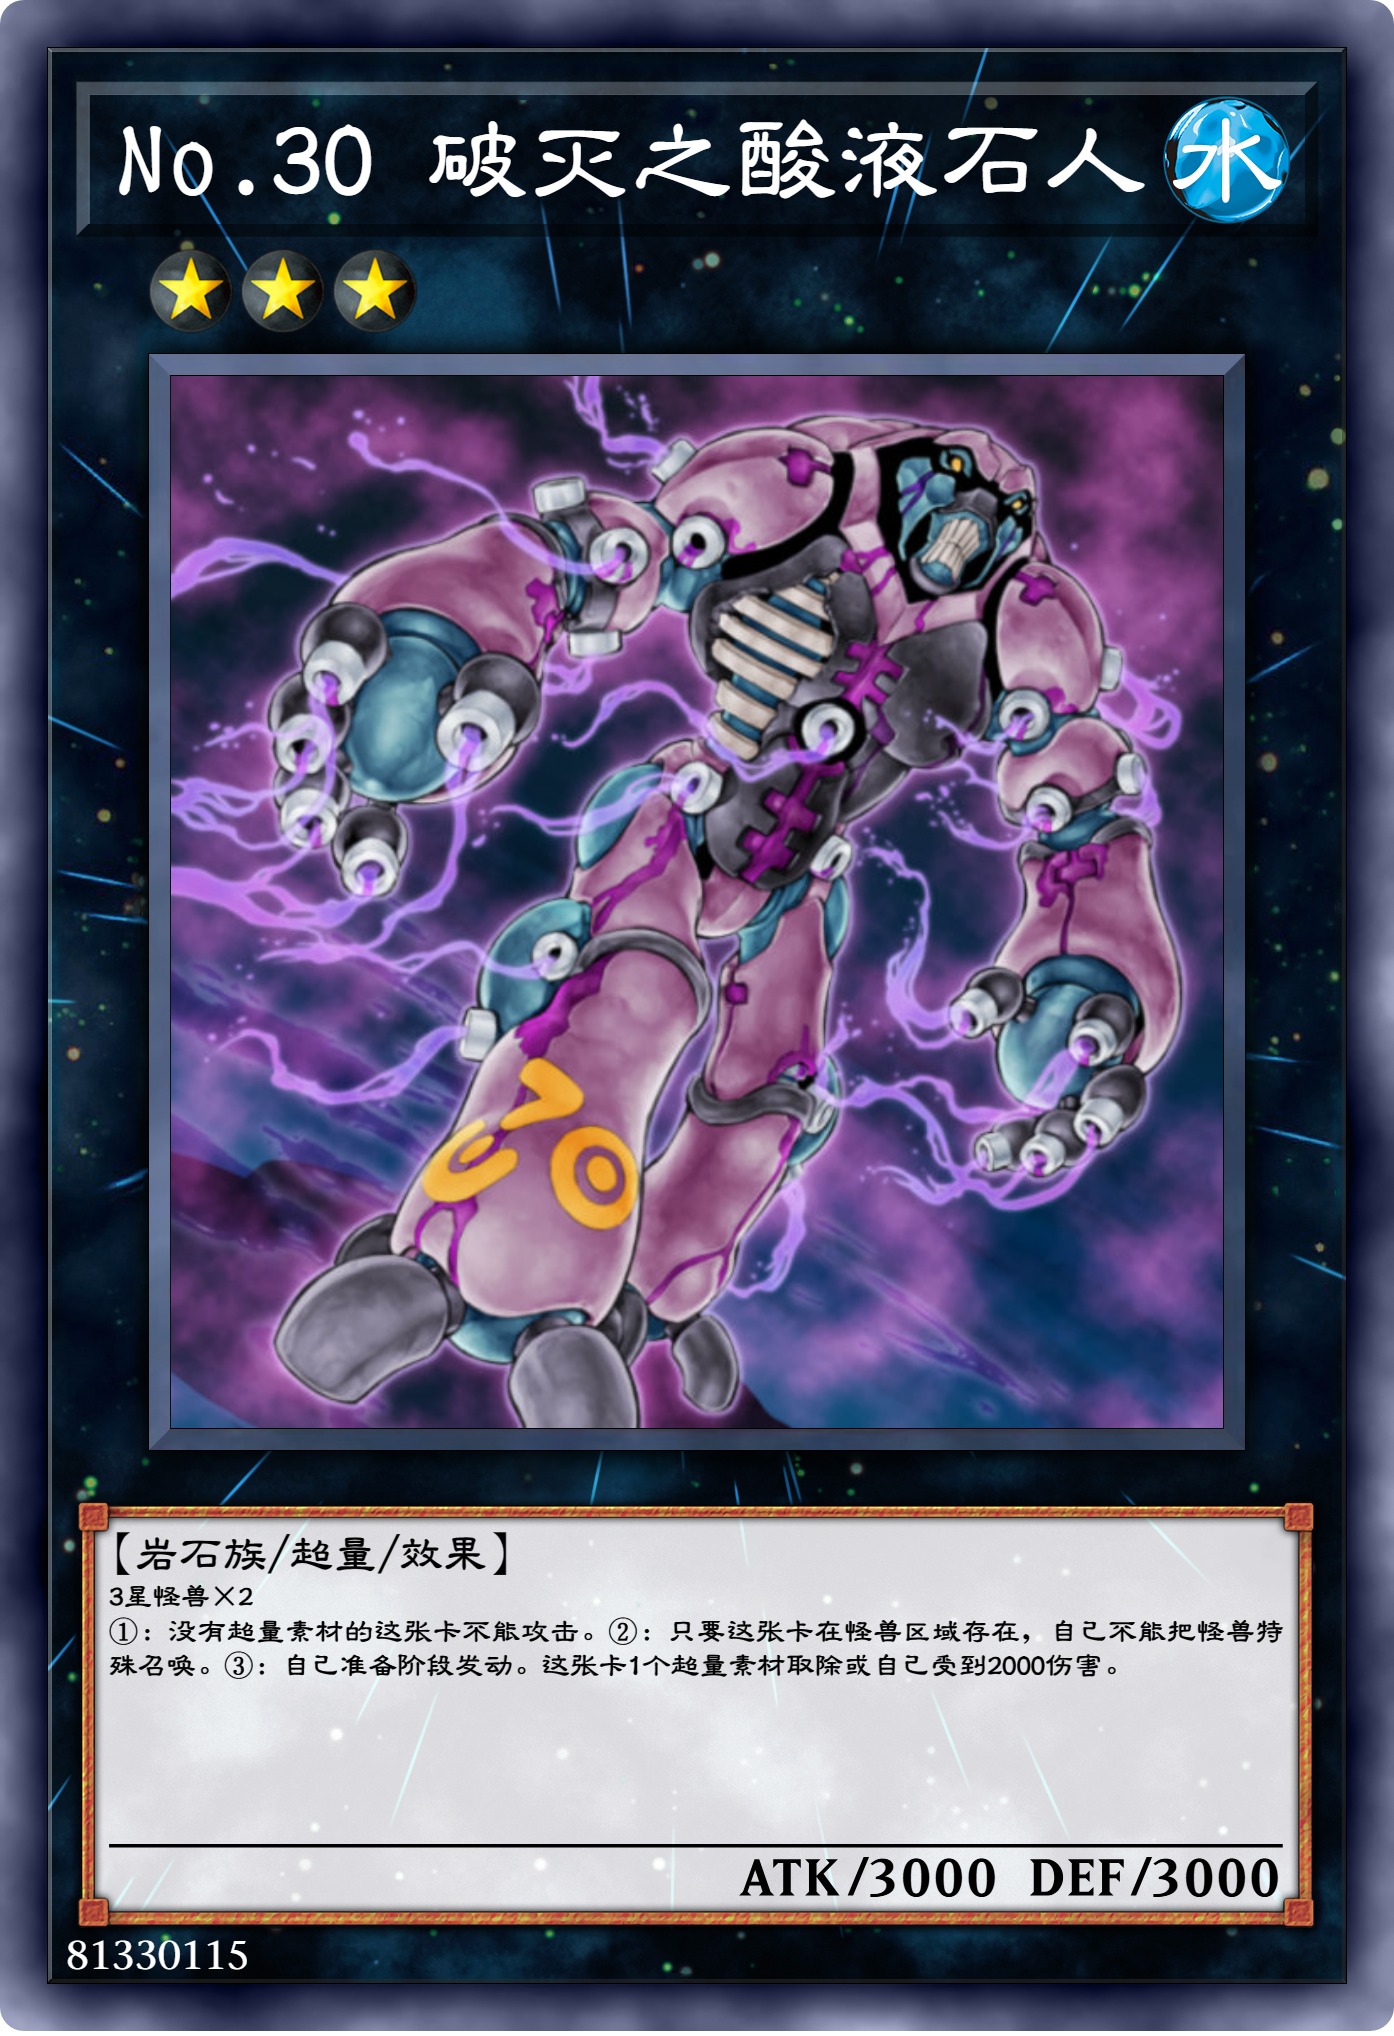 No.30 破灭之酸液石人 水
30
【岩石族/超量/效果】
3星怪兽×2
①：没有超量素材的这张卡不能攻击。②：只要这张卡在怪兽区域存在，自己不能把怪兽特
殊召唤。③：自己准备阶段发动。这张卡1个超量素材取除或自己受到2000伤害。
ATK/3000 DEF/3000
81330115